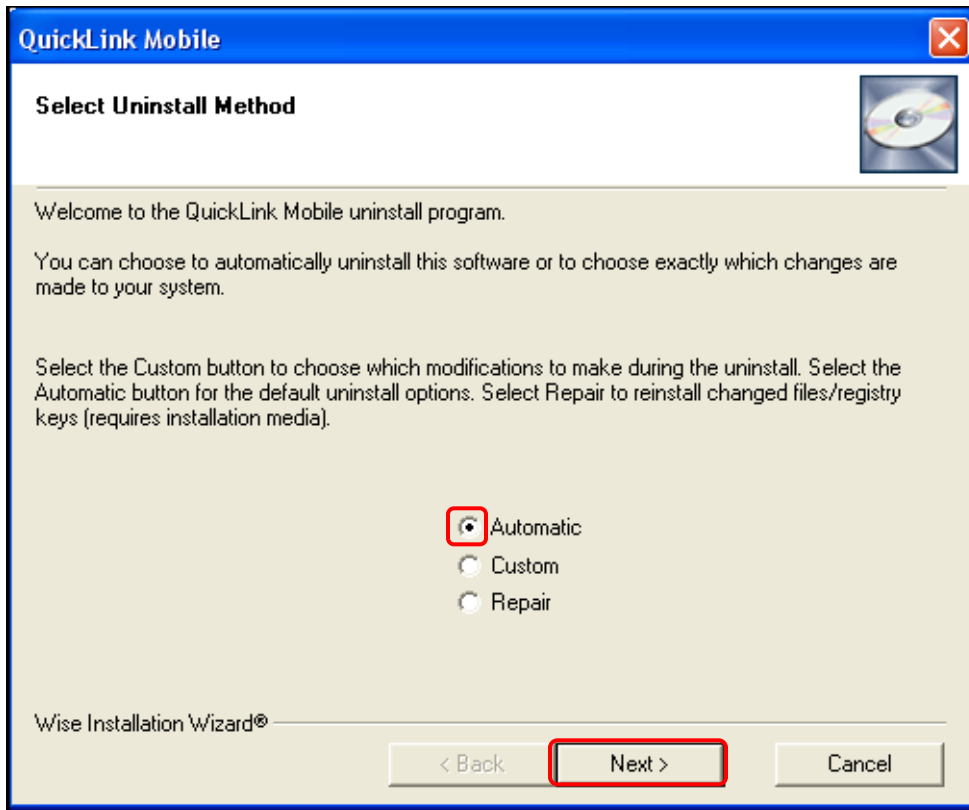 QuickLink Mobile
Select Uninstall Method
Welcome to the QuickLink Mobile uninstall program.
You can choose to automatically uninstall this software or to choose exactly which changes are
made to your system.
Select the Custom button to choose which modifications to make during the uninstall. Select the
Automatic button for the default uninstall options. Select Repair to reinstall changed files/registry
keys (requires installation media).
Automatic
Custom
Repair
Wise Installation Wizard®
< Back Next > Cancel